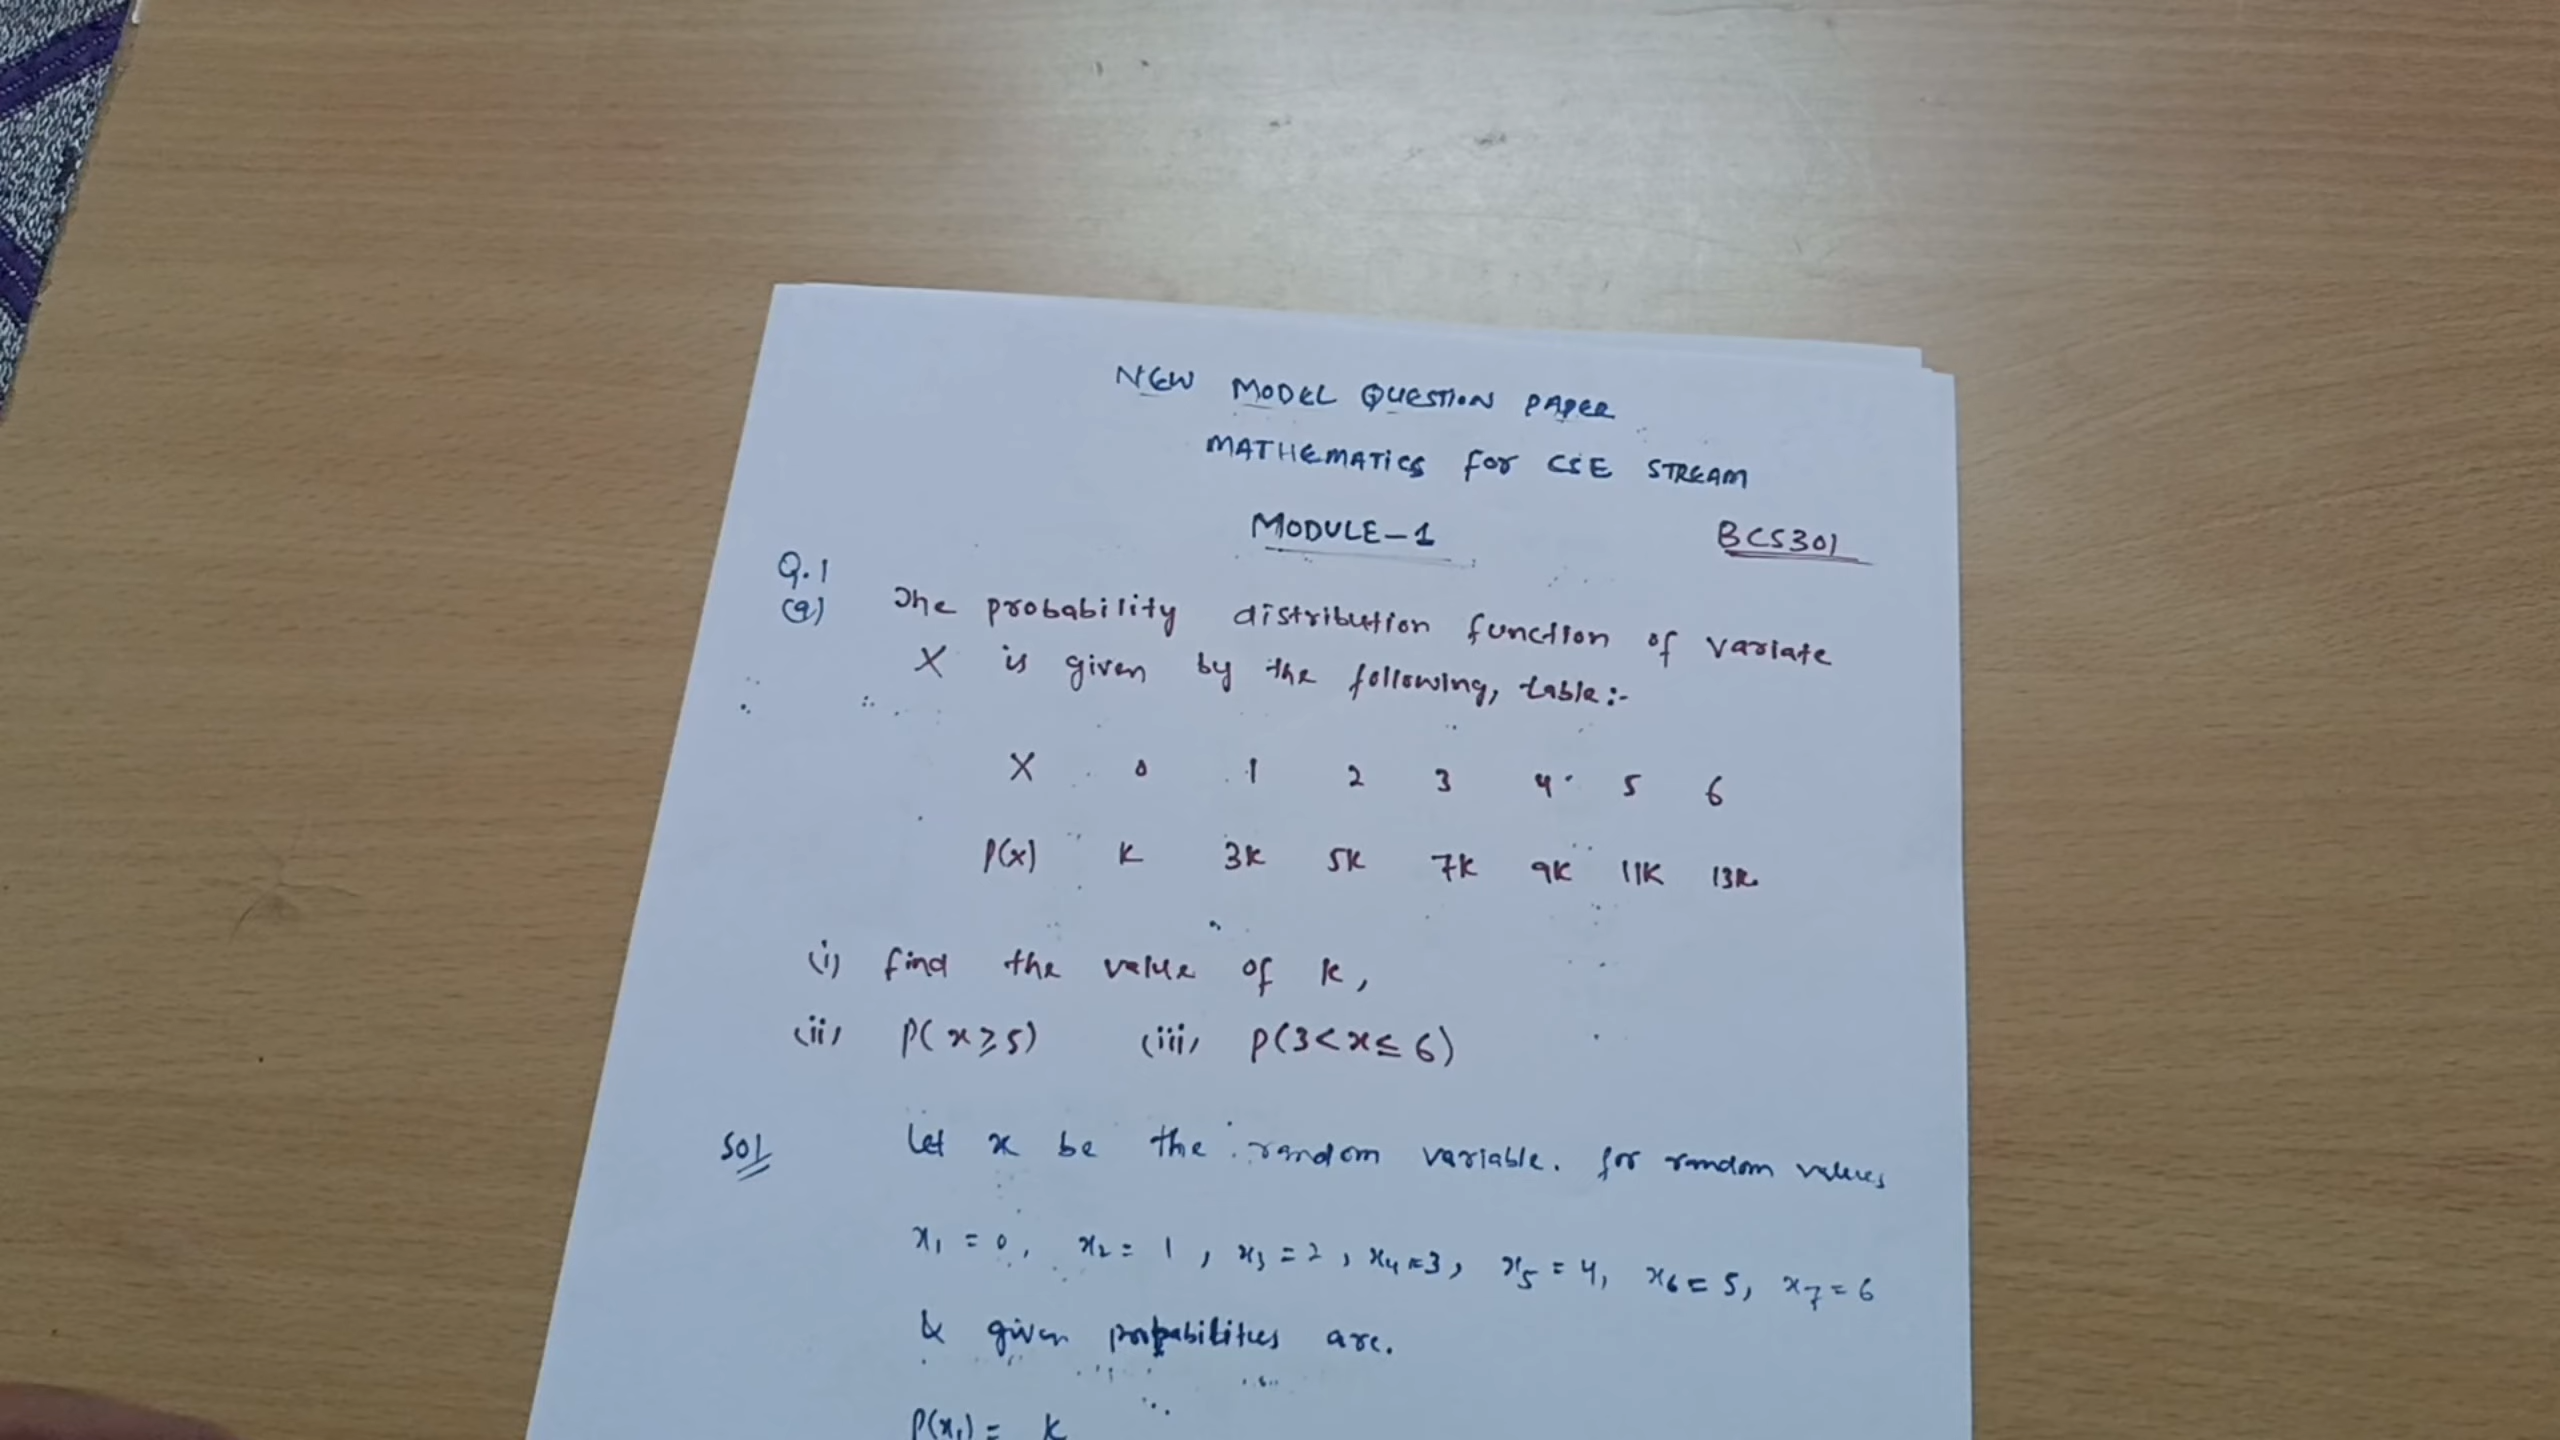 NEW MODEL QUESTION PAPER
MATHEMATICS for CSE STREAM
MODULE-1 BCS301
Q.1
(a) The probability distribution function of variate
X is given by the following, table:-
X 0 1 2 3 4 5 6
P(x) K 3K 5K 7K 9K 11K 13K
(i) find the value of k,
(ii) P(x≥5) (iii) P(3<x≤6)
Sol Let x be the random variable. for random values
x₁ = 0, x₂ = 1, x₃ = 2, x₄ = 3, x₅ = 4, x₆ = 5, x₇ = 6
& given probabilities are.
P(x₁) = K